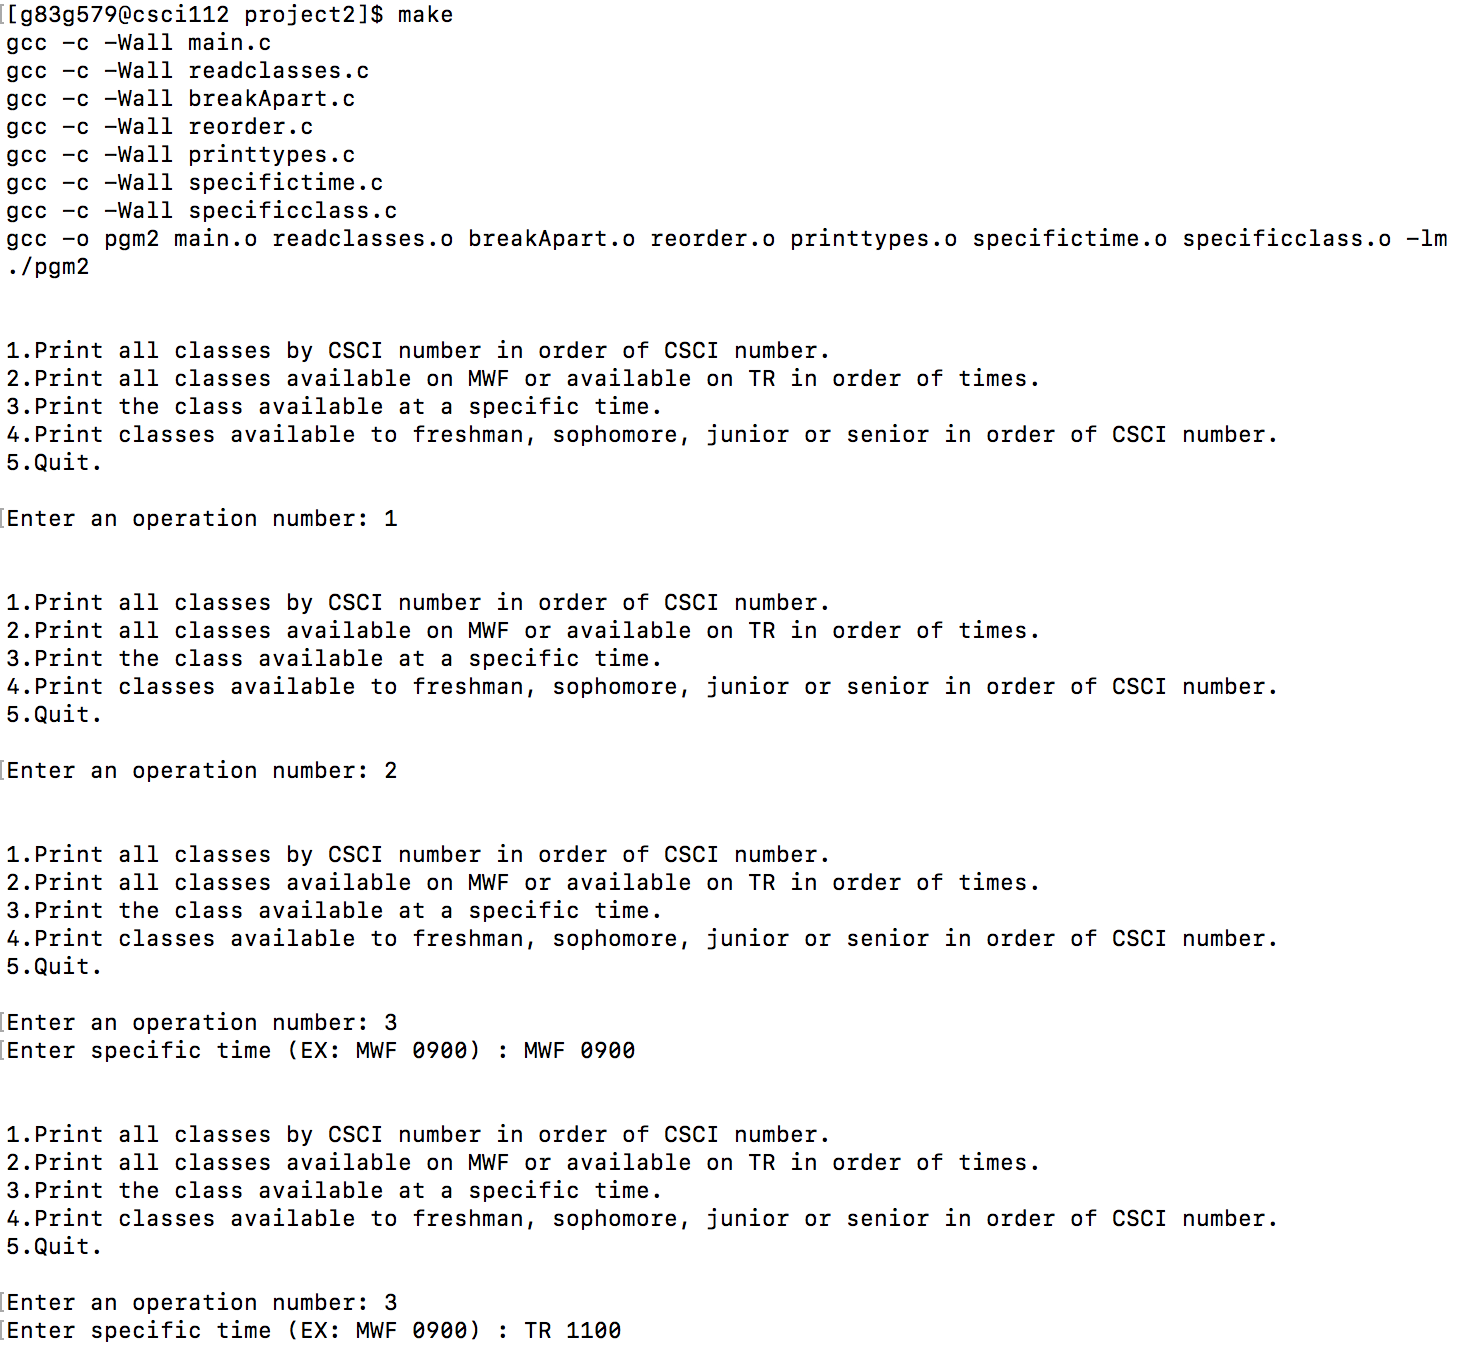 [[g83g579@csci112 project2]$ make
gcc -c -Wall main.c
gcc -c -Wall readclasses.c
gcc -c -Wall breakApart.c
gcc -c -Wall reorder.c
gcc -c -Wall printtypes.c
gcc -c -Wall specifictime.c
gcc -c -Wall specificclass.c
gcc -o pgm2 main.o readclasses.o breakApart.o reorder.o printtypes.o specifictime.o specificclass.o -lm
./pgm2
1.Print all classes by CSCI number in order of CSCI number.
2.Print all classes available on MWF or available on TR in order of times.
3.Print the class available at a specific time.
4.Print classes available to freshman, sophomore, junior or senior in order of CSCI number.
5.Quit.
[Enter an operation number: 1
1.Print all classes by CSCI number in order of CSCI number.
2.Print all classes available on MWF or available on TR in order of times.
3.Print the class available at a specific time.
4.Print classes available to freshman, sophomore, junior or senior in order of CSCI number.
5.Quit.
[Enter an operation number: 2
1.Print all classes by CSCI number in order of CSCI number.
2.Print all classes available on MWF or available on TR in order of times.
3.Print the class available at a specific time.
4.Print classes available to freshman, sophomore, junior or senior in order of CSCI number.
5.Quit.
[Enter an operation number: 3
[Enter specific time (EX: MWF 0900) : MWF 0900
1.Print all classes by CSCI number in order of CSCI number.
2.Print all classes available on MWF or available on TR in order of times.
3.Print the class available at a specific time.
4.Print classes available to freshman, sophomore, junior or senior in order of CSCI number.
5.Quit.
[Enter an operation number: 3
[Enter specific time (EX: MWF 0900) : TR 1100